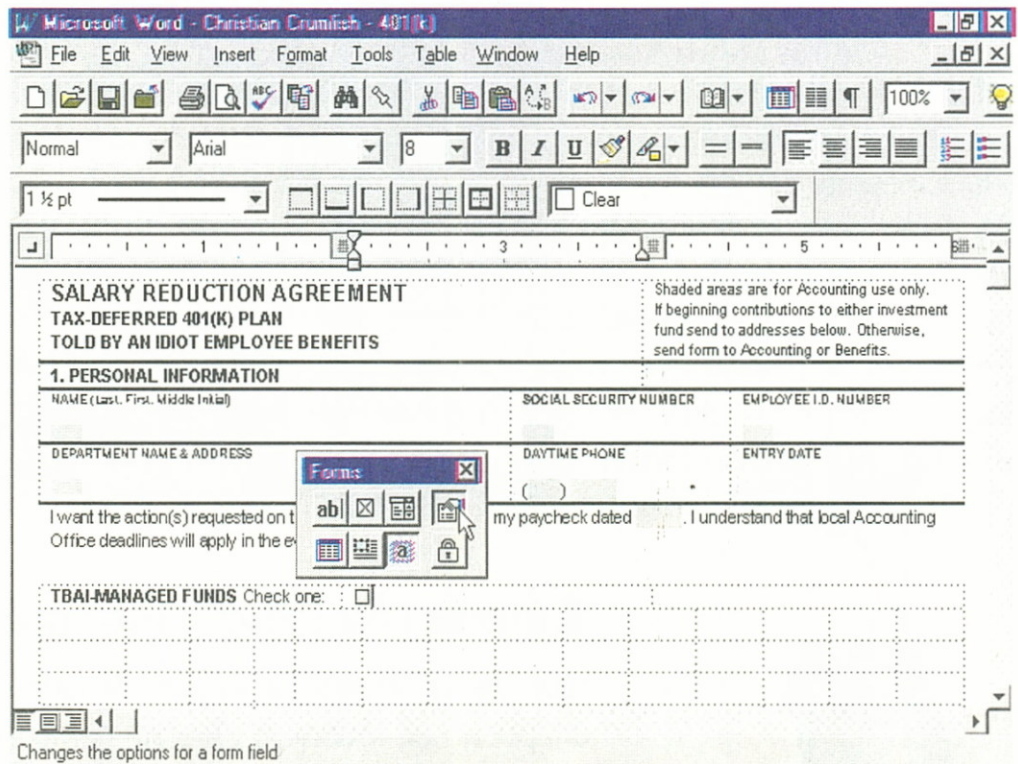 Microsoft Word - Christian Crumlish - 401(k)
File Edit View Insert Format Tools Table Window Help
100%
Normal Arial 8 B I U
1 ½ pt Clear
1 3 5
SALARY REDUCTION AGREEMENT
TAX-DEFERRED 401(K) PLAN
TOLD BY AN IDIOT EMPLOYEE BENEFITS
Shaded areas are for Accounting use only.
If beginning contributions to either investment
fund send to addresses below. Otherwise,
send form to Accounting or Benefits.
1. PERSONAL INFORMATION
NAME (Last, First, Middle Initial) SOCIAL SECURITY NUMBER EMPLOYEE I.D. NUMBER
DEPARTMENT NAME & ADDRESS DAYTIME PHONE ENTRY DATE
( )
Forms
ab|
a
I want the action(s) requested on t my paycheck dated . I understand that local Accounting
Office deadlines will apply in the ev
TBAI-MANAGED FUNDS Check one:
Changes the options for a form field